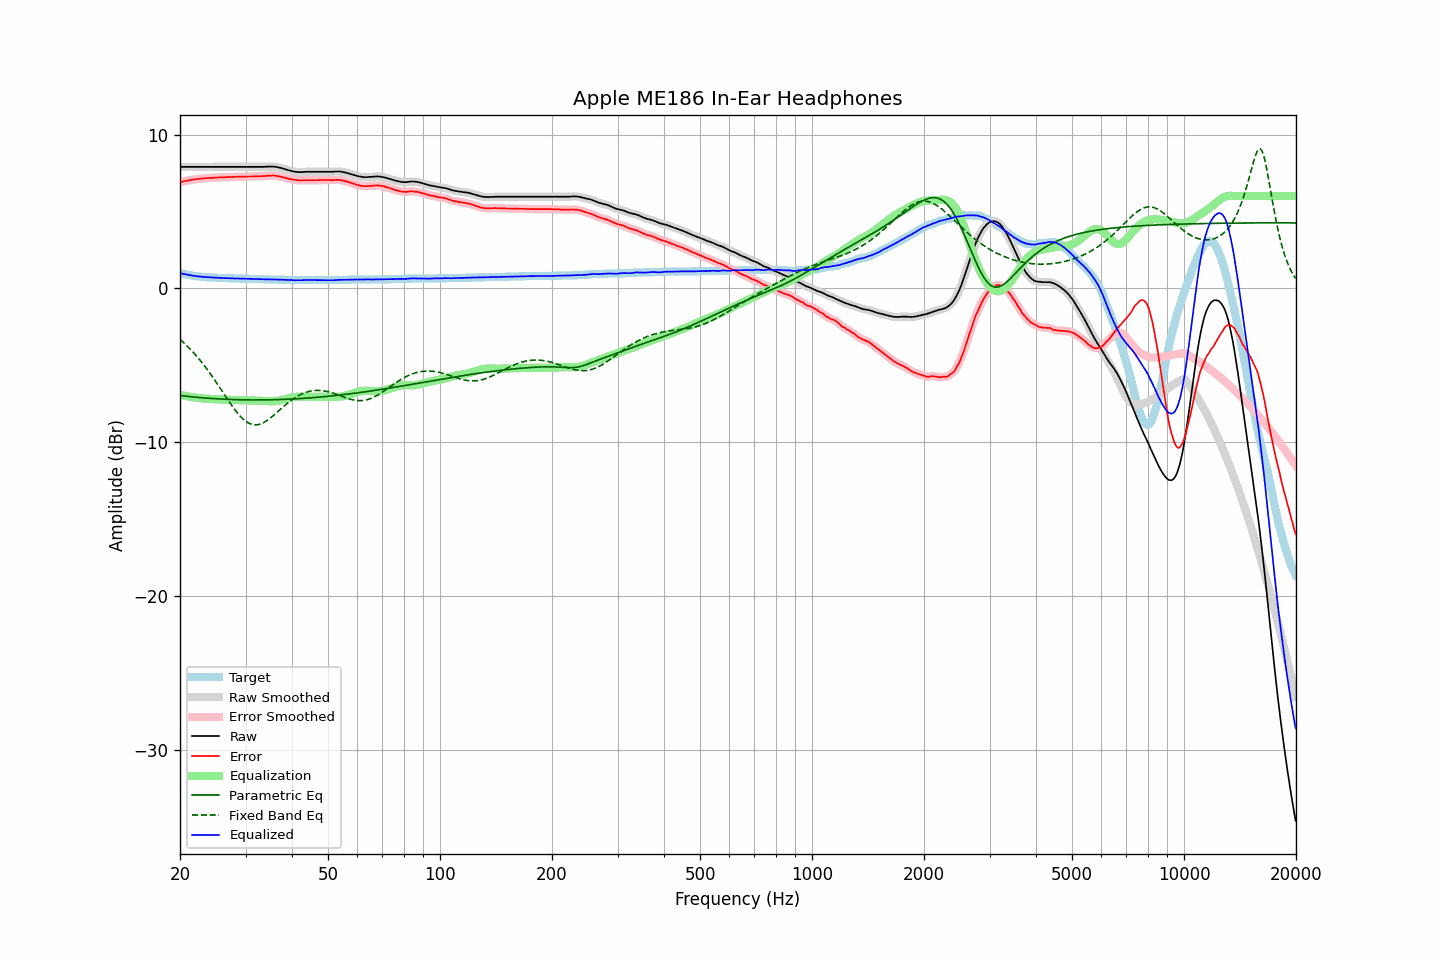 Apple ME186 In-Ear Headphones
10
0
−10
−20
−30
Amplitude (dBr)
Target
Raw Smoothed
Error Smoothed
Raw
Error
Equalization
Parametric Eq
Fixed Band Eq
Equalized
20 50 100 200 500 1000 2000 5000 10000 20000
Frequency (Hz)